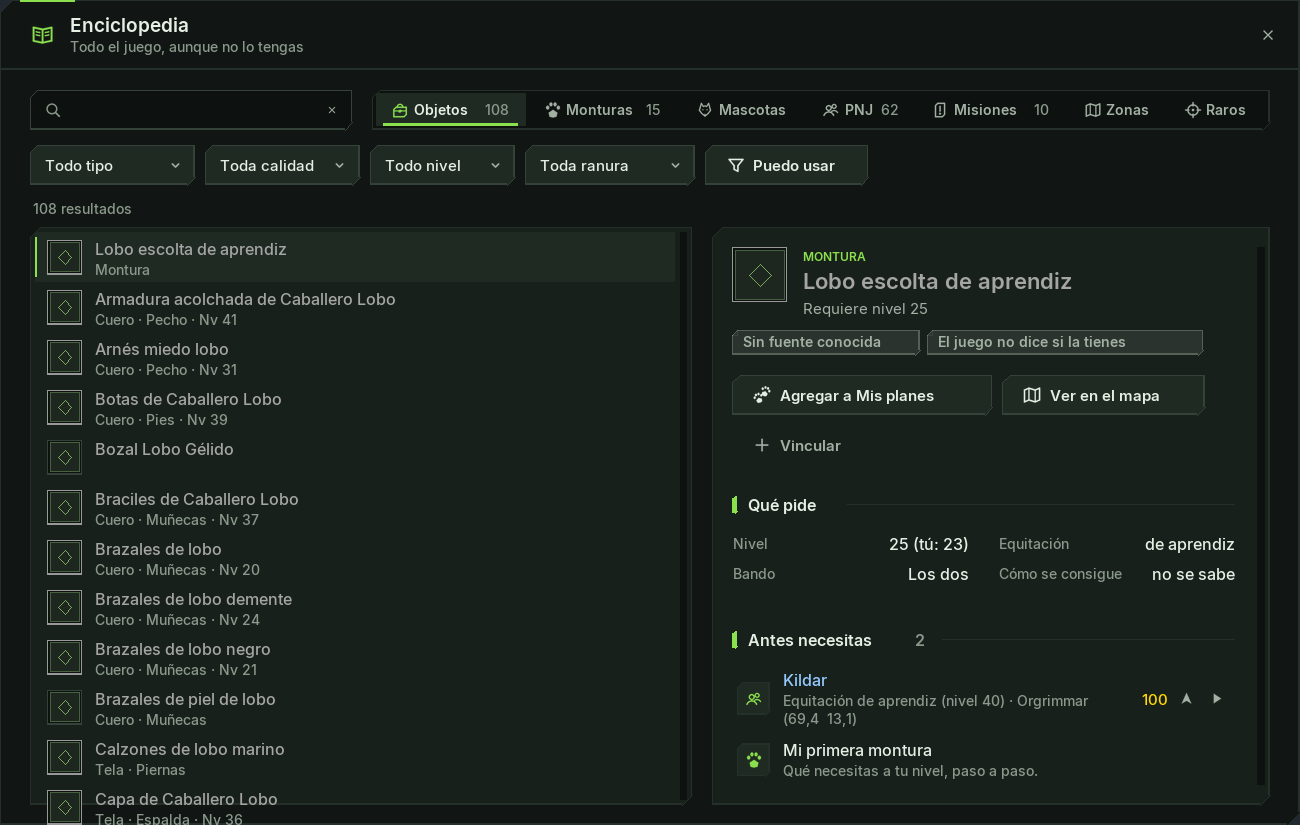 Enciclopedia
Todo el juego, aunque no lo tengas
Objetos 108 Monturas 15 Mascotas PNJ 62 Misiones 10 Zonas Raros
Todo tipo Toda calidad Todo nivel Toda ranura Puedo usar
108 resultados
Lobo escolta de aprendiz
Montura
Armadura acolchada de Caballero Lobo
Cuero · Pecho · Nv 41
Arnés miedo lobo
Cuero · Pecho · Nv 31
Botas de Caballero Lobo
Cuero · Pies · Nv 39
Bozal Lobo Gélido
Braciles de Caballero Lobo
Cuero · Muñecas · Nv 37
Brazales de lobo
Cuero · Muñecas · Nv 20
Brazales de lobo demente
Cuero · Muñecas · Nv 24
Brazales de lobo negro
Cuero · Muñecas · Nv 21
Brazales de piel de lobo
Cuero · Muñecas
Calzones de lobo marino
Tela · Piernas
Capa de Caballero Lobo
Tela · Espalda · Nv 36
MONTURA
Lobo escolta de aprendiz
Requiere nivel 25
Sin fuente conocida El juego no dice si la tienes
Agregar a Mis planes Ver en el mapa
Vincular
Qué pide
Nivel 25 (tú: 23) Equitación de aprendiz
Bando Los dos Cómo se consigue no se sabe
Antes necesitas 2
Kildar
Equitación de aprendiz (nivel 40) · Orgrimmar
(69,4 13,1)
100
Mi primera montura
Qué necesitas a tu nivel, paso a paso.